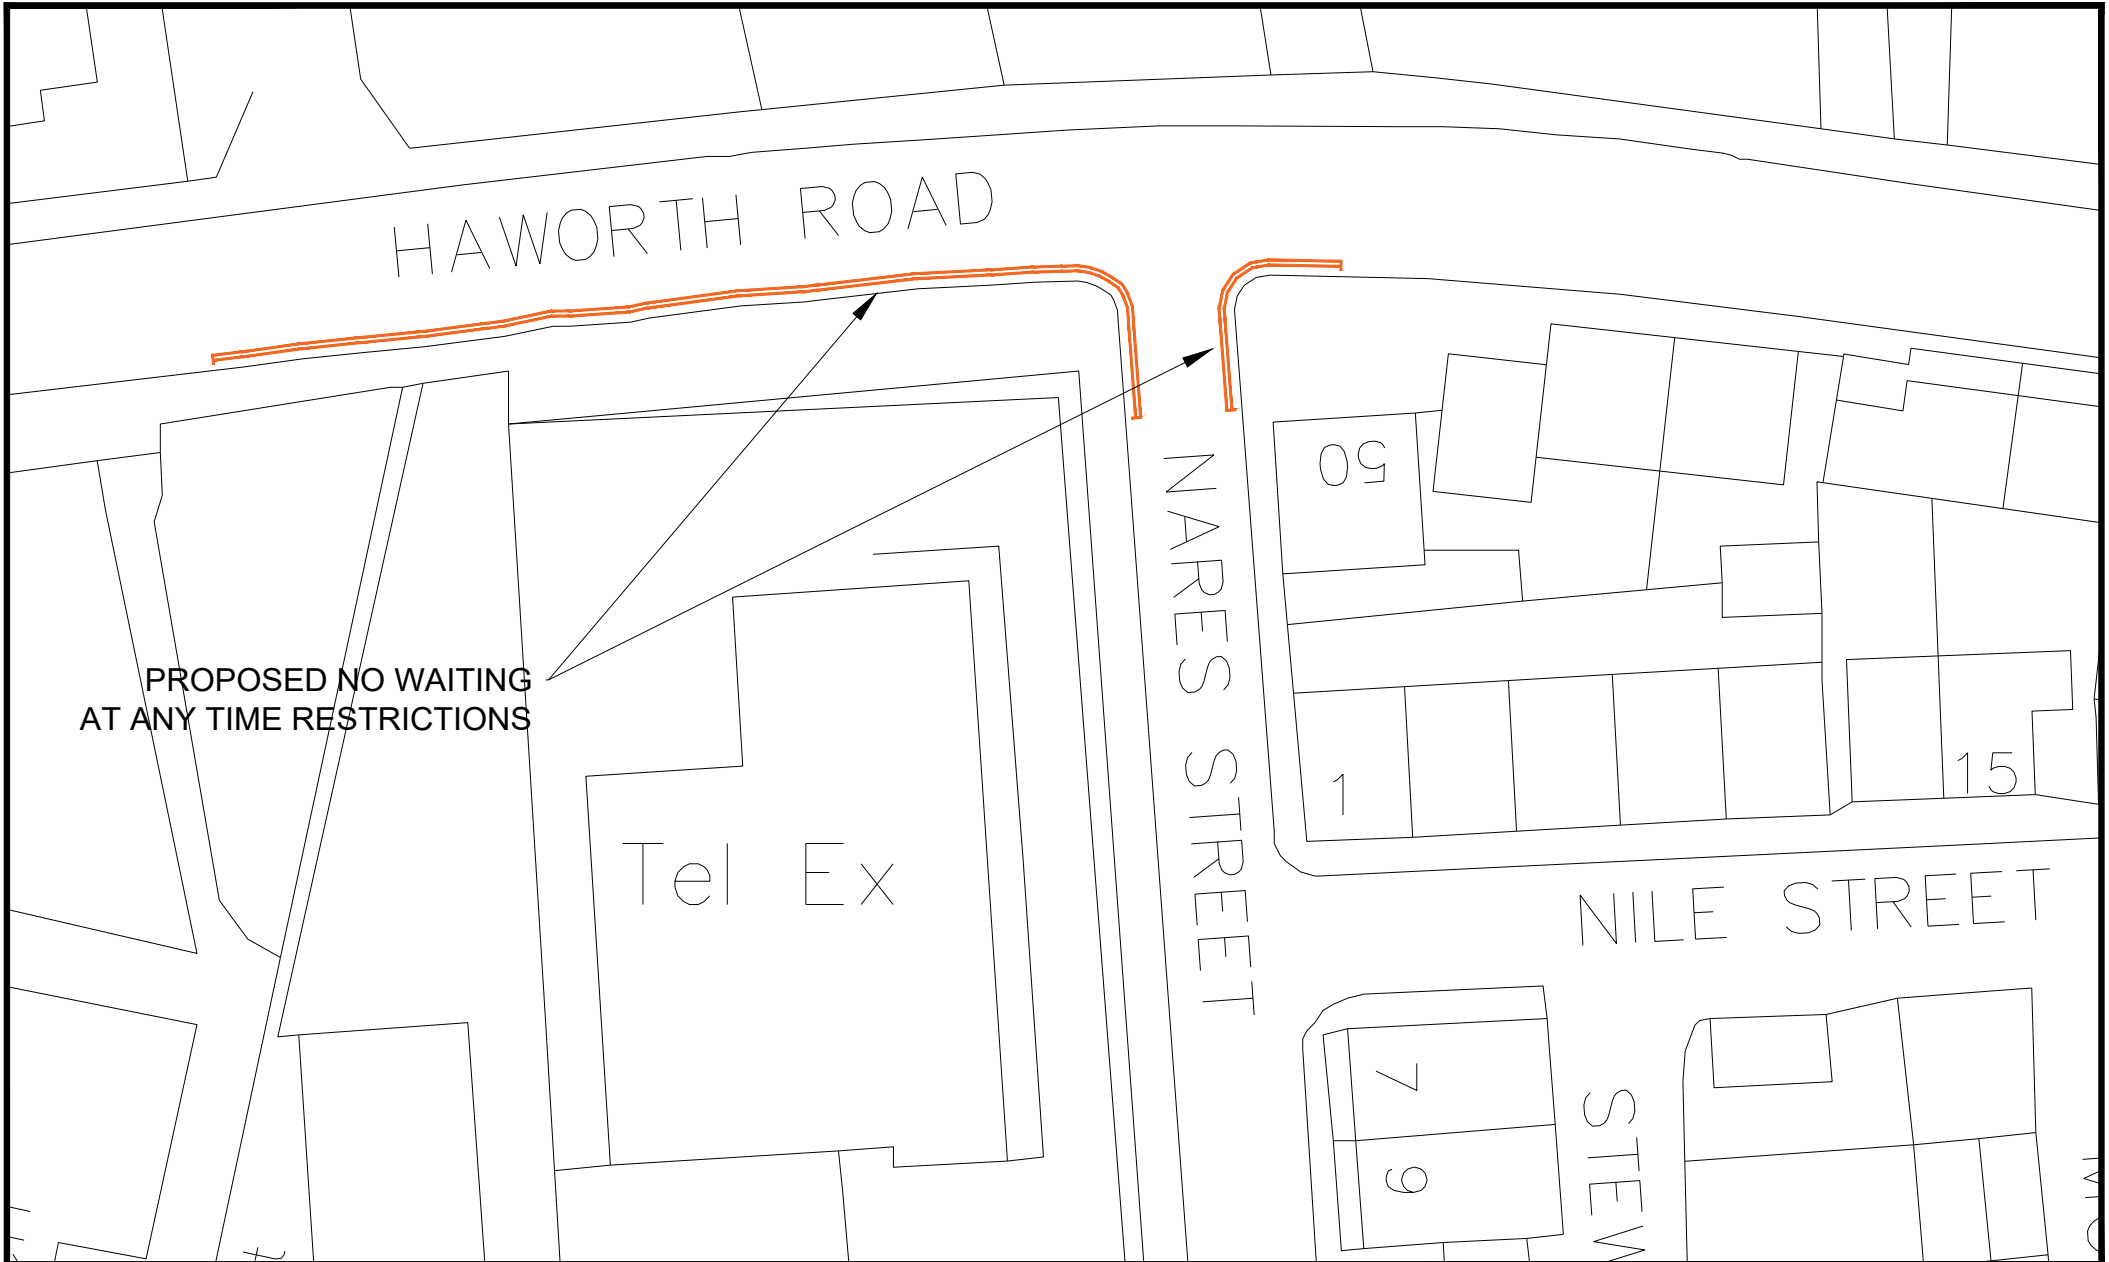 HAWORTH ROAD
50
NARES STREET
PROPOSED NO WAITING
AT ANY TIME RESTRICTIONS
1
15
Tel Ex
NILE STREET
7
9
STEW